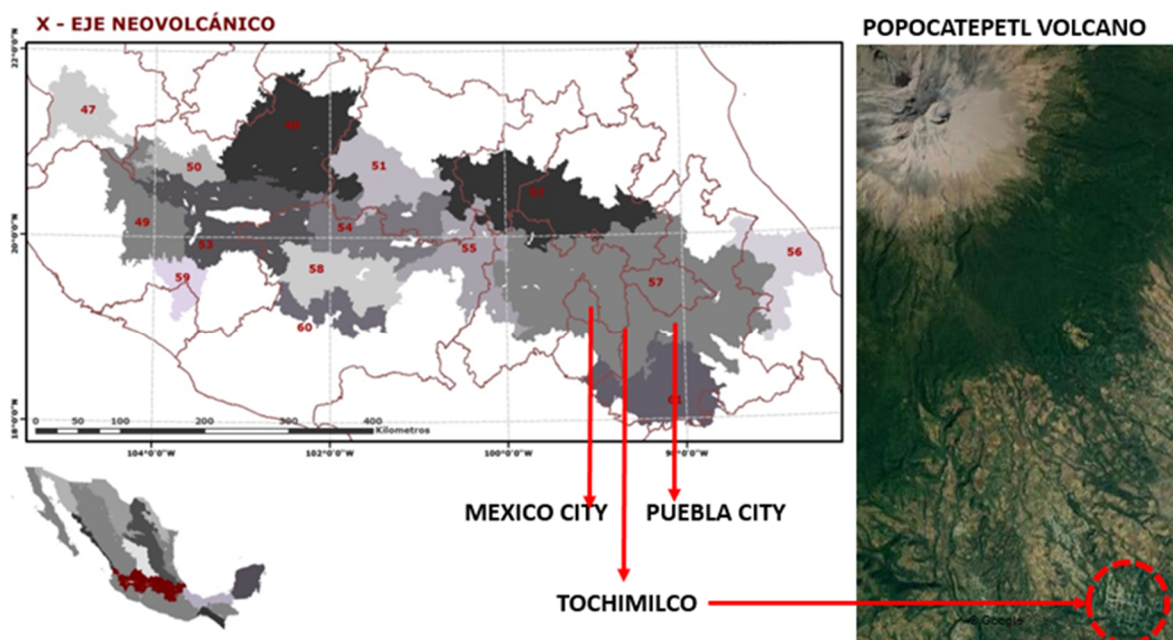 X - EJE NEOVOLCÁNICO
POPOCATEPETL VOLCANO
22°0'0"N
20°0'0"N
18°0'0"N
47
48
50
51
52
49
53
54
55
56
57
58
59
60
61
0 50 100 200 300 400
Kilometros
104°0'0"W 102°0'0"W 100°0'0"W 98°0'0"W
MEXICO CITY PUEBLA CITY
TOCHIMILCO
Google